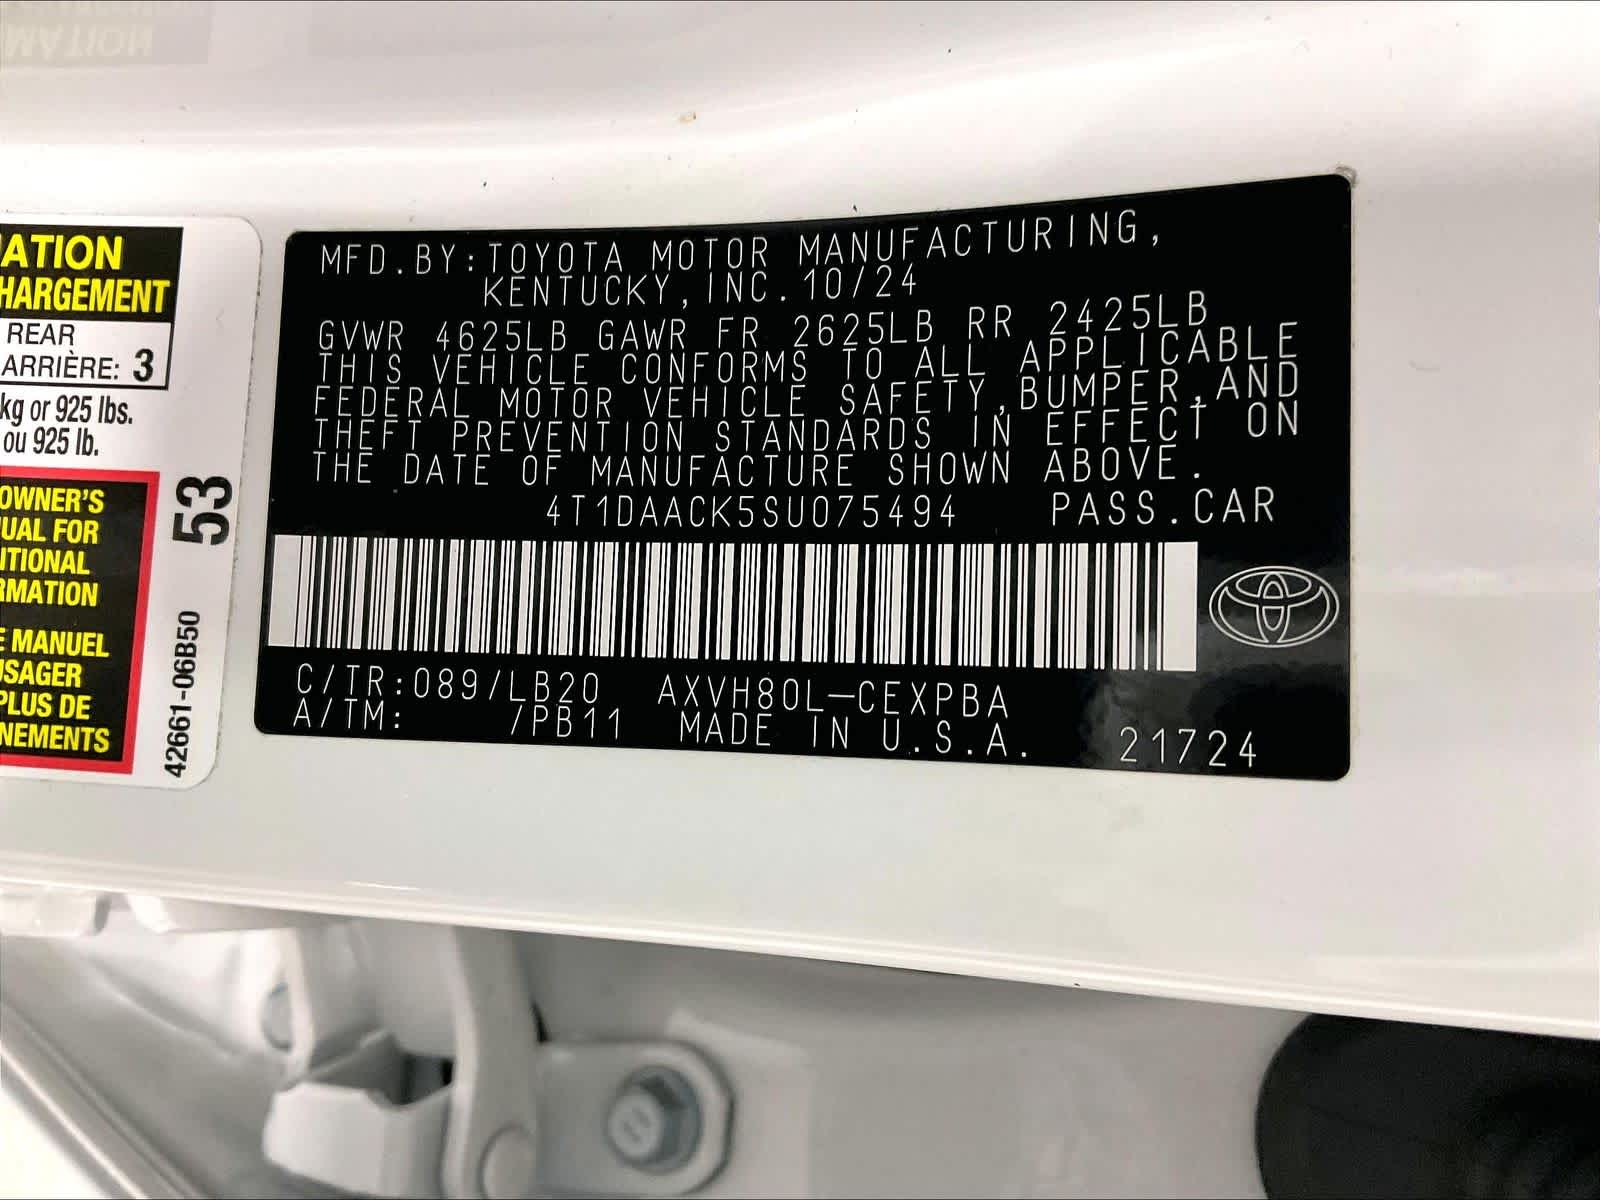 MATION
ATION
HARGEMENT
REAR
ARRIÈRE: 3
kg or 925 lbs.
ou 925 lb.
OWNER'S
UAL FOR
ITIONAL
RMATION
E MANUEL
USAGER
PLUS DE
NEMENTS
53
42661-06B50
MFD.BY:TOYOTA MOTOR MANUFACTURING,
KENTUCKY,INC.10/24
GVWR 4625LB GAWR FR 2625LB RR 2425LB
THIS VEHICLE CONFORMS TO ALL APPLICABLE
FEDERAL MOTOR VEHICLE SAFETY,BUMPER,AND
THEFT PREVENTION STANDARDS IN EFFECT ON
THE DATE OF MANUFACTURE SHOWN ABOVE.
4T1DAACK5SU075494 PASS.CAR
C/TR:089/LB20 AXVH80L-CEXPBA
A/TM: /PB11 MADE IN U.S.A. 21724